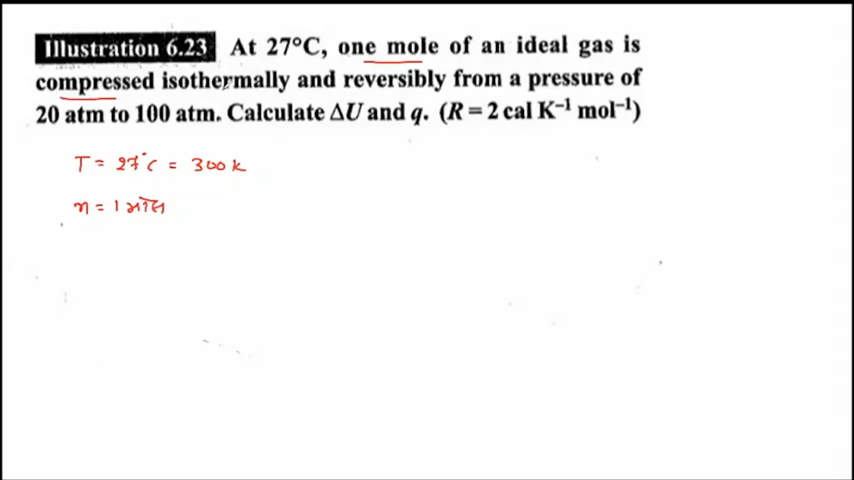 Illustration 6.23 At 27°C, one mole of an ideal gas is
compressed isothermally and reversibly from a pressure of
20 atm to 100 atm. Calculate ΔU and q. (R = 2 cal K⁻¹ mol⁻¹)
T = 27°C = 300 k
n = 1 मोल